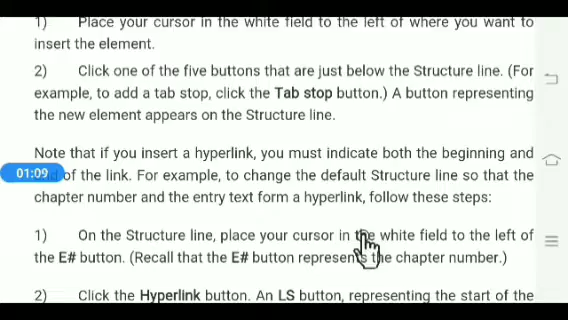 1) Place your cursor in the white field to the left of where you want to
insert the element.
2) Click one of the five buttons that are just below the Structure line. (For
example, to add a tab stop, click the Tab stop button.) A button representing
the new element appears on the Structure line.
Note that if you insert a hyperlink, you must indicate both the beginning and
01:09
of the link. For example, to change the default Structure line so that the
chapter number and the entry text form a hyperlink, follow these steps:
1) On the Structure line, place your cursor in the white field to the left of
the E# button. (Recall that the E# button represents the chapter number.)
2) Click the Hyperlink button. An LS button, representing the start of the